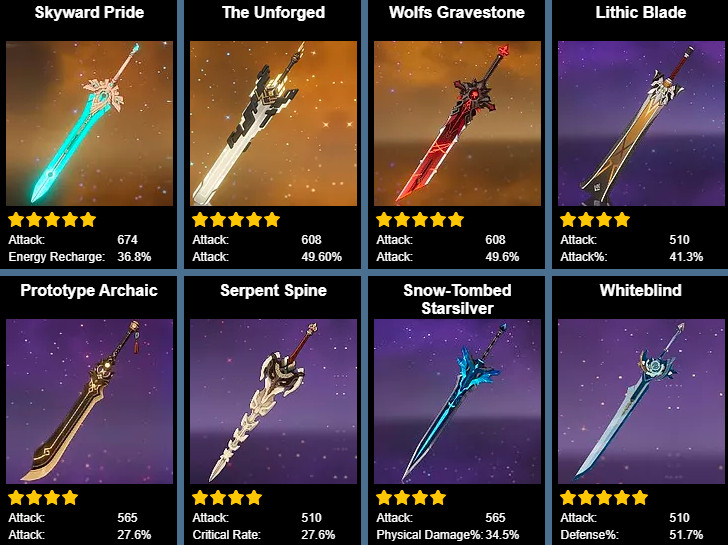 Skyward Pride
Attack: 674
Energy Recharge: 36.8%
The Unforged
Attack: 608
Attack: 49.60%
Wolfs Gravestone
Attack: 608
Attack: 49.6%
Lithic Blade
Attack: 510
Attack%: 41.3%
Prototype Archaic
Attack: 565
Attack: 27.6%
Serpent Spine
Attack: 510
Critical Rate: 27.6%
Snow-Tombed
Starsilver
Attack: 565
Physical Damage%: 34.5%
Whiteblind
Attack: 510
Defense%: 51.7%